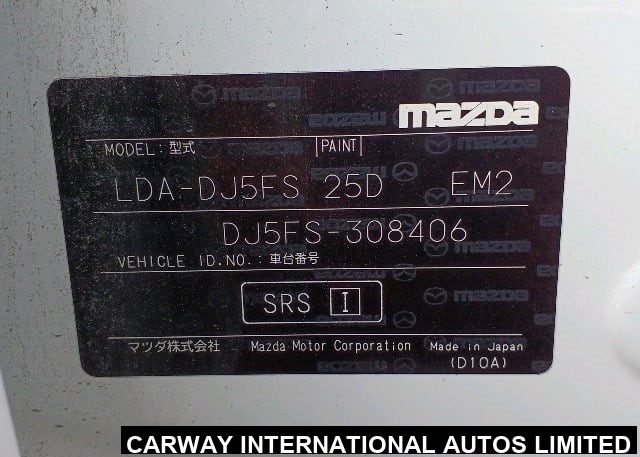 mazda
MODEL: 型式 PAINT
LDA-DJ5FS 25D EM2
DJ5FS-308406
VEHICLE ID.NO.: 車台番号
SRS I
マツダ株式会社 Mazda Motor Corporation Made in Japan
(D10A)
CARWAY INTERNATIONAL AUTOS LIMITED